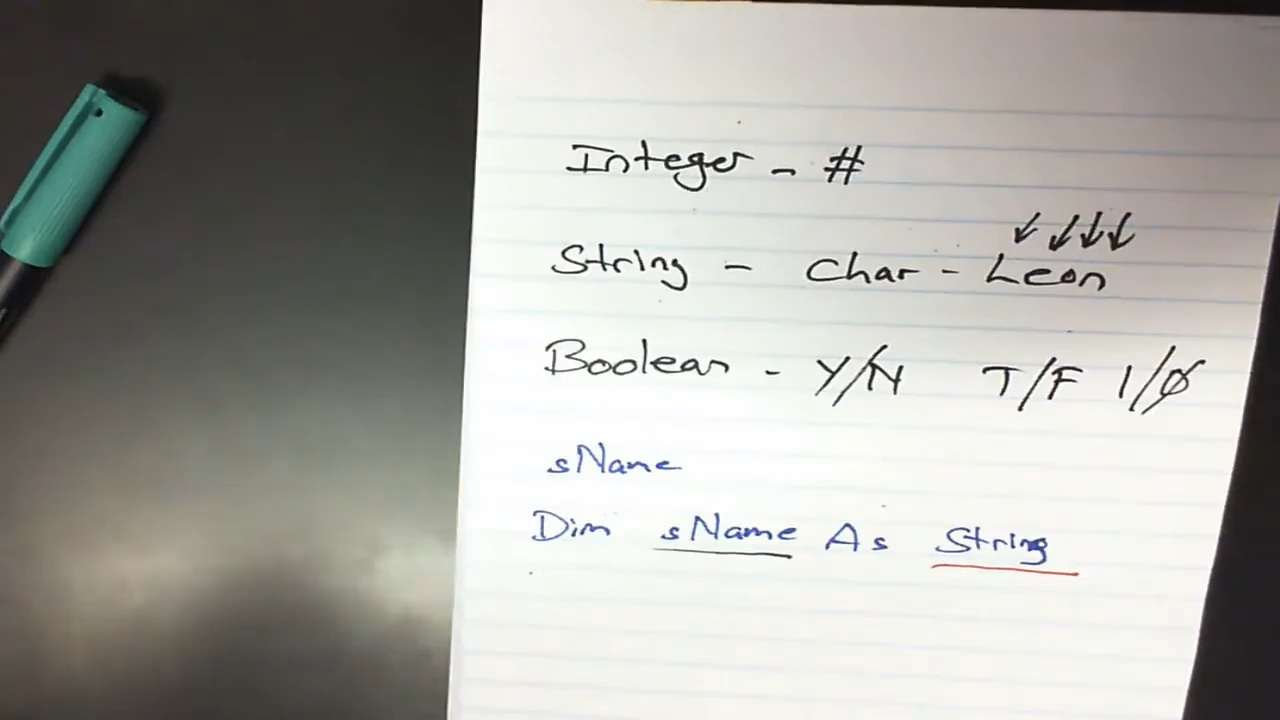 Integer - #
String - Char - Leon
Boolean - Y/N T/F 1/0
sName
Dim sName As String